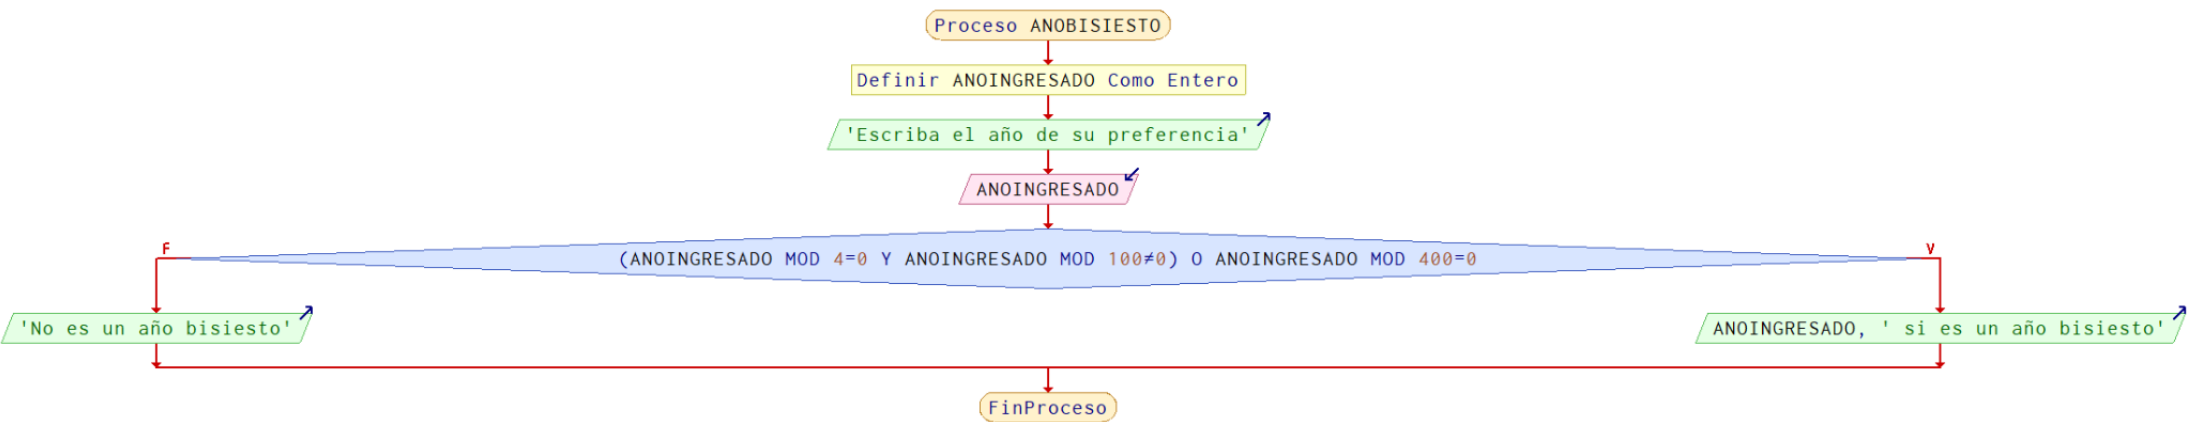 Proceso ANOBISIESTO
Definir ANOINGRESADO Como Entero
'Escriba el año de su preferencia'
ANOINGRESADO
F
(ANOINGRESADO MOD 4=0 Y ANOINGRESADO MOD 100≠0) O ANOINGRESADO MOD 400=0
V
'No es un año bisiesto'
ANOINGRESADO, ' si es un año bisiesto'
FinProceso